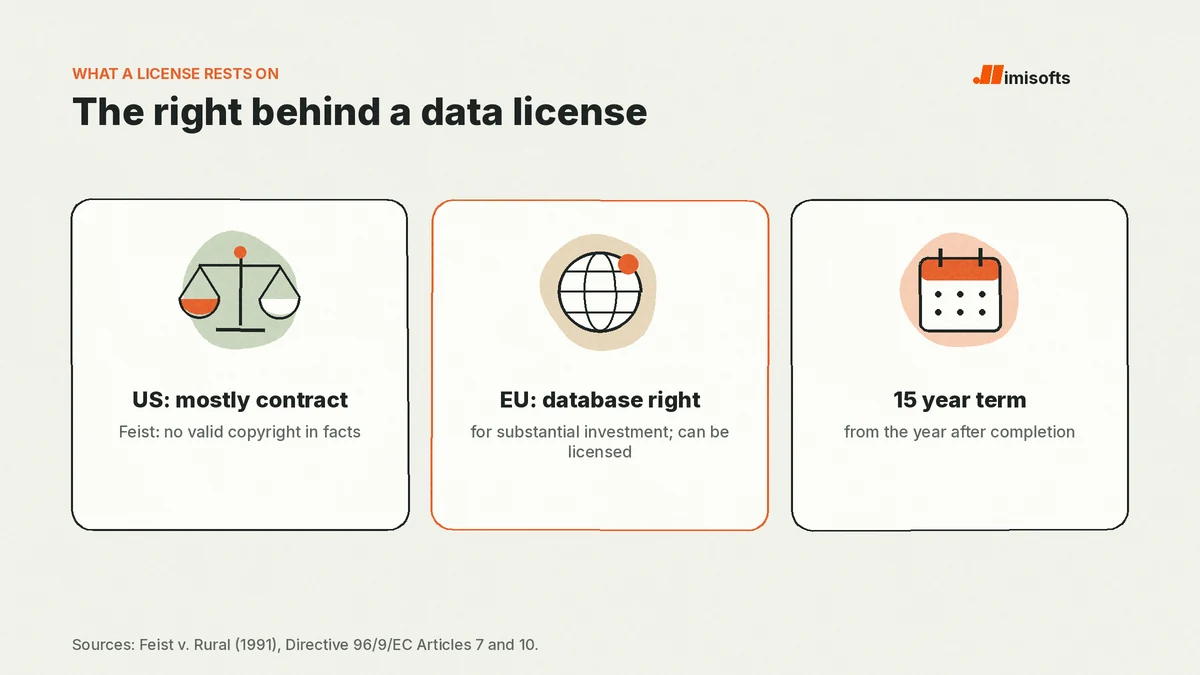 WHAT A LICENSE RESTS ON
The right behind a data license
imisofts
US: mostly contract
Feist: no valid copyright in facts
EU: database right
for substantial investment; can be
licensed
15 year term
from the year after completion
Sources: Feist v. Rural (1991), Directive 96/9/EC Articles 7 and 10.